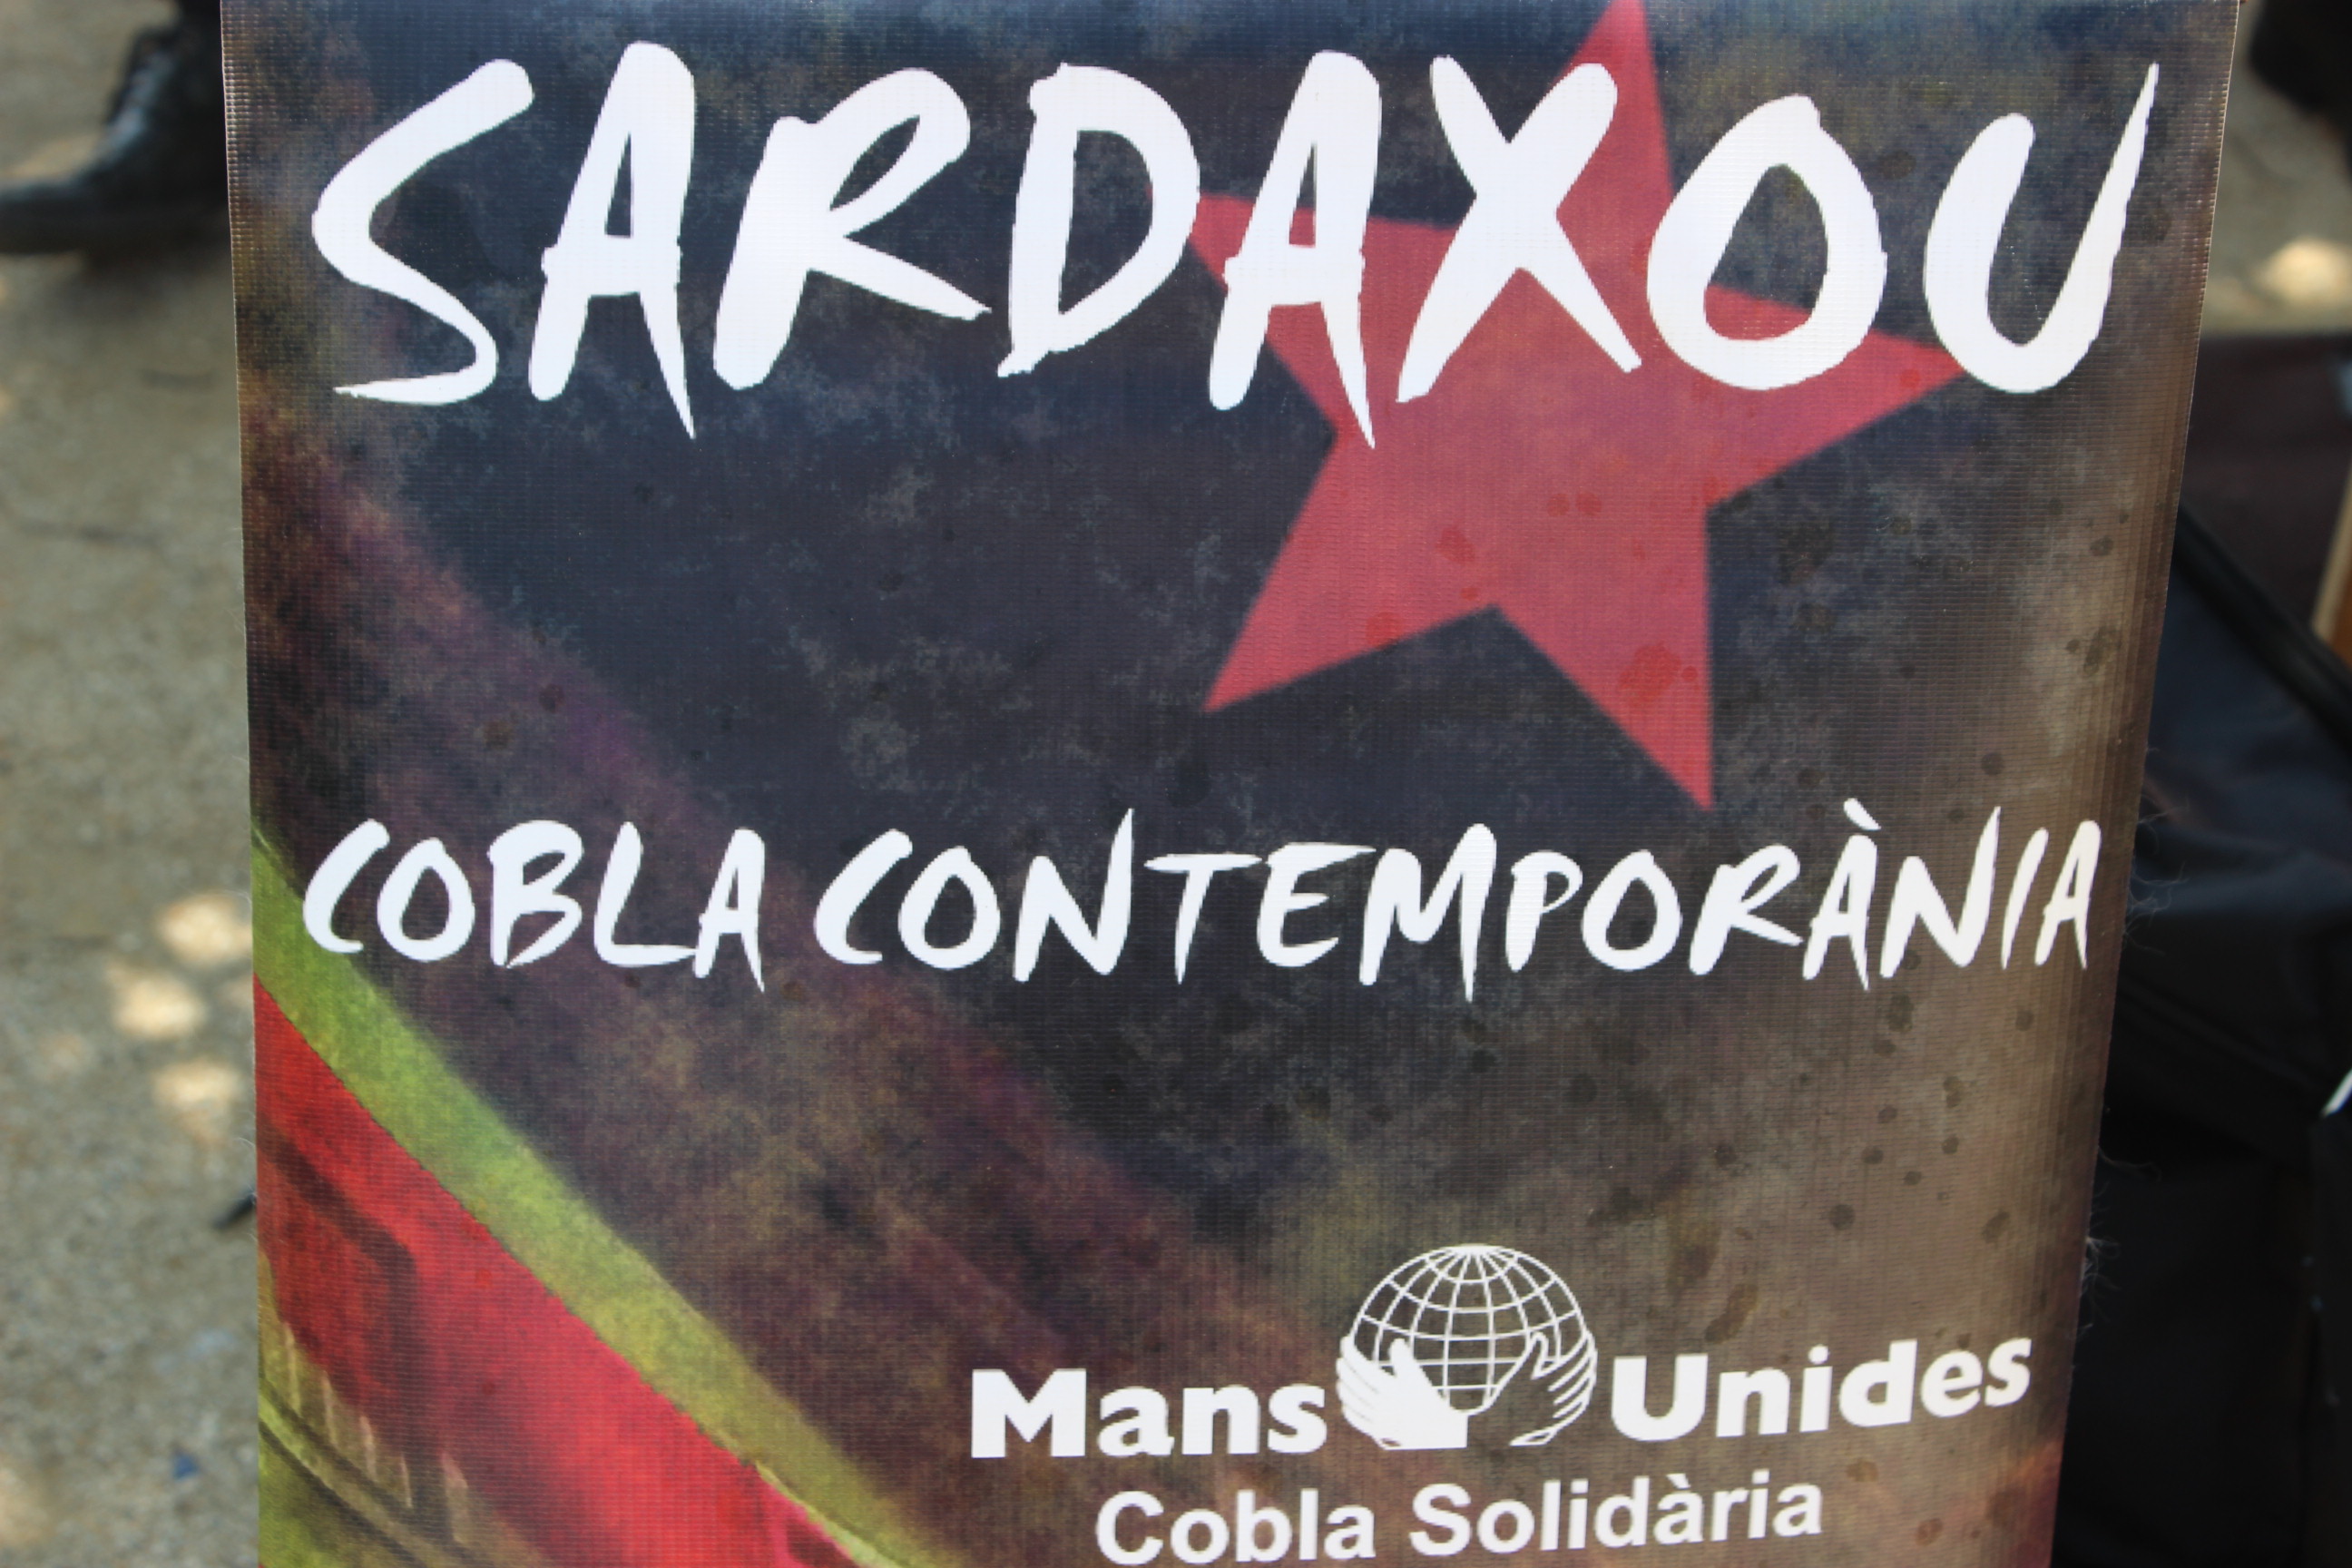 SARDAXOU
COBLA CONTEMPORÀNIA
Mans Unides
Cobla Solidària